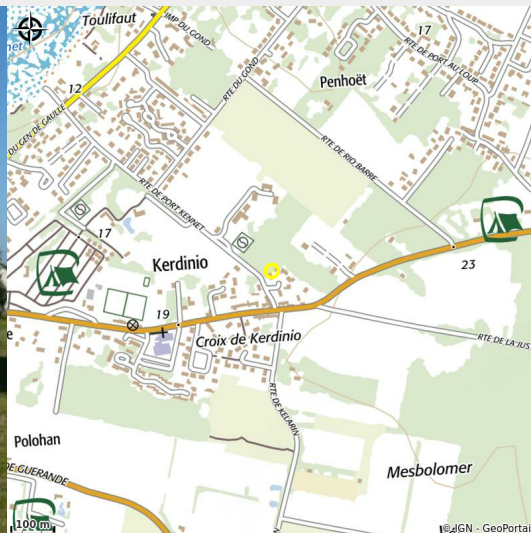 Toulifaut
IMP DU GOND
17
RTE DE PORT AU LOUP
Penhoët
RTE DU GOND
12
DU GEN DE GAULLE
RTE DE RIO BARRE
RTE DE PORT KENNET
17
23
Kerdinio
19
Croix de Kerdinio
RTE DE LA JUS
RTE DE KELARIN
Polohan
Mesbolomer
DE GUERANDE
100 m
© IGN - GeoPortai